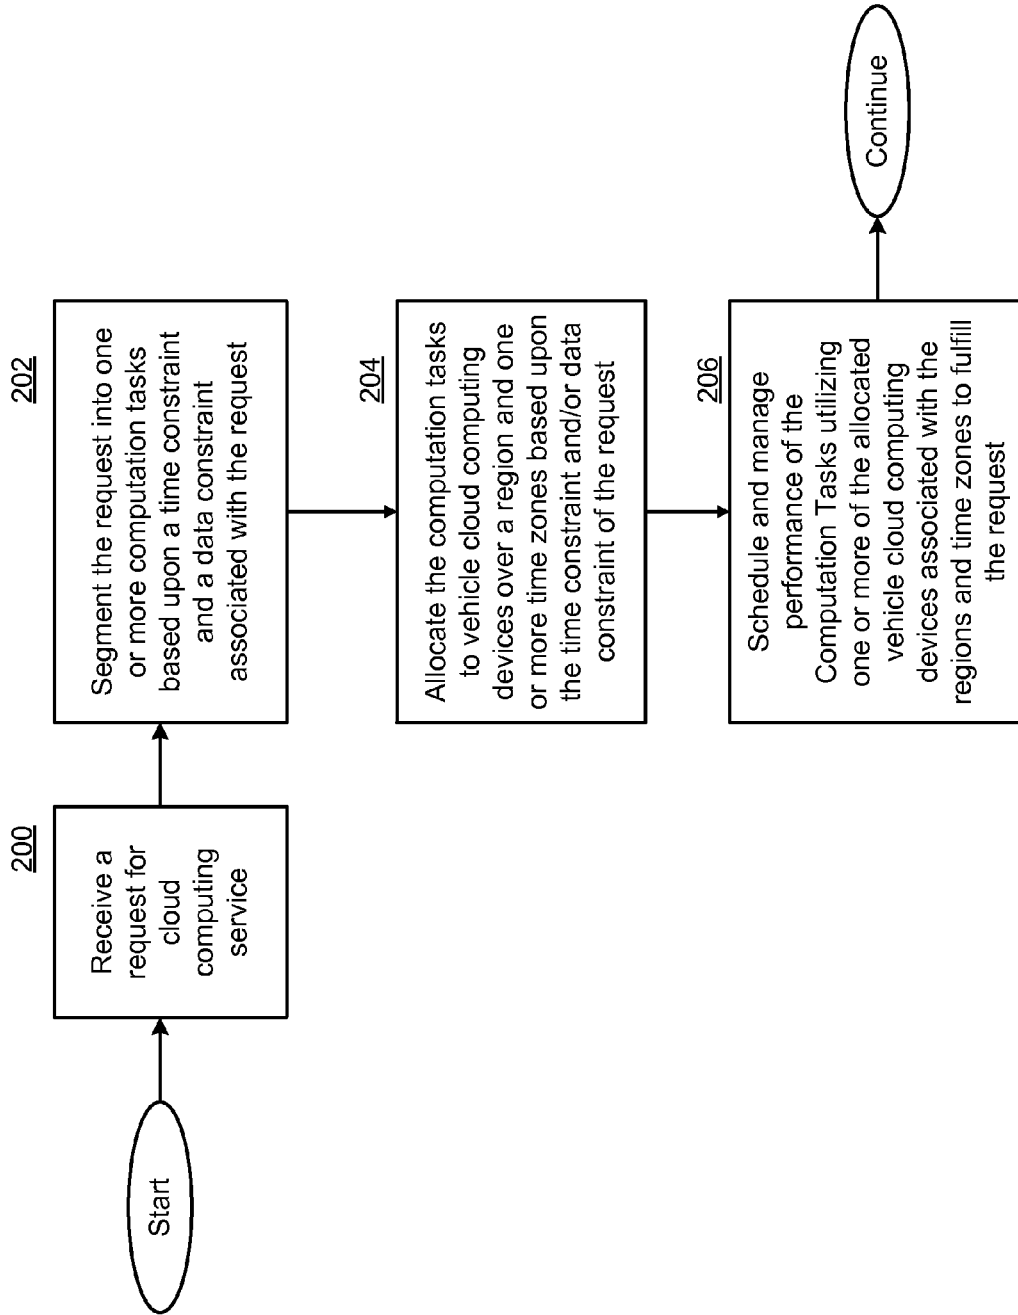 Start
200
Receive a
request for
cloud
computing
service
202
Segment the request into one
or more computation tasks
based upon a time constraint
and a data constraint
associated with the request
204
Allocate the computation tasks
to vehicle cloud computing
devices over a region and one
or more time zones based upon
the time constraint and/or data
constraint of the request
206
Schedule and manage
performance of the
Computation Tasks utilizing
one or more of the allocated
vehicle cloud computing
devices associated with the
regions and time zones to fulfill
the request
Continue